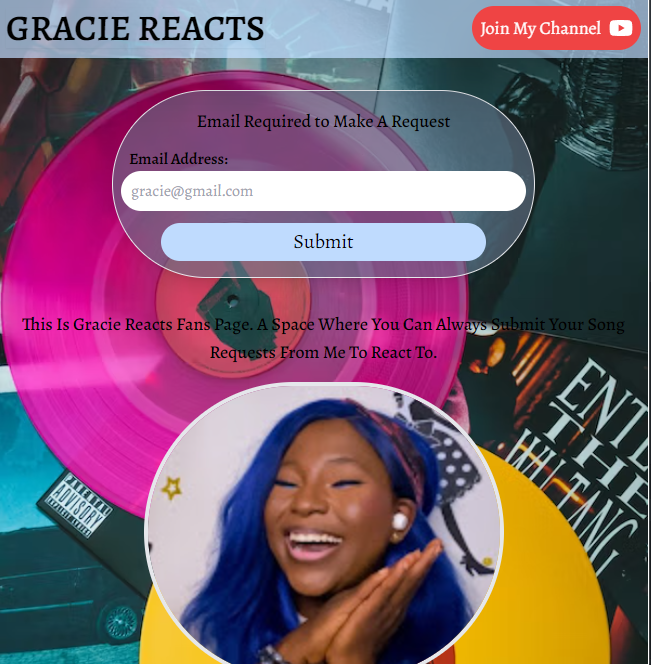 GRACIE REACTS
Join My Channel
Email Required to Make A Request
Email Address:
gracie@gmail.com
Submit
This Is Gracie Reacts Fans Page. A Space Where You Can Always Submit Your Song
Requests From Me To React To.
PARENTAL
ADVISORY
THE
WU-TANG